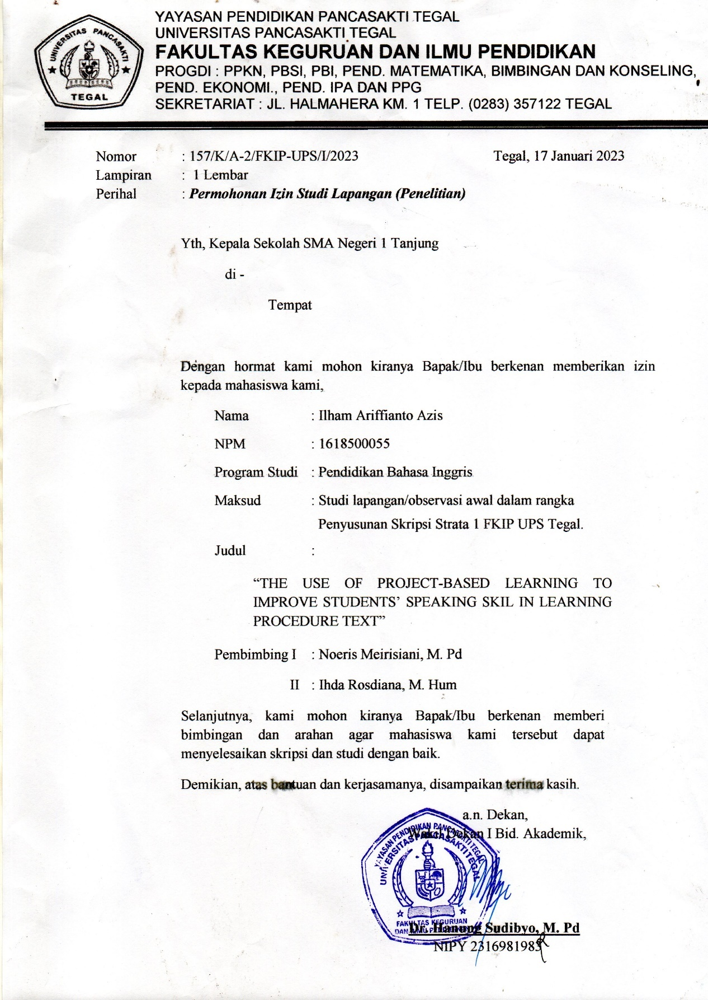 YAYASAN PENDIDIKAN PANCASAKTI TEGAL
UNIVERSITAS PANCASAKTI TEGAL
FAKULTAS KEGURUAN DAN ILMU PENDIDIKAN
PROGDI : PPKN, PBSI, PBI, PEND. MATEMATIKA, BIMBINGAN DAN KONSELING,
PEND. EKONOMI., PEND. IPA DAN PPG
SEKRETARIAT : JL. HALMAHERA KM. 1 TELP. (0283) 357122 TEGAL
UNIVERSITAS PANCASAKTI
TEGAL
Nomor : 157/K/A-2/FKIP-UPS/I/2023 Tegal, 17 Januari 2023
Lampiran : 1 Lembar
Perihal : Permohonan Izin Studi Lapangan (Penelitian)
Yth, Kepala Sekolah SMA Negeri 1 Tanjung
di -
Tempat
Dengan hormat kami mohon kiranya Bapak/Ibu berkenan memberikan izin
kepada mahasiswa kami,
Nama : Ilham Ariffianto Azis
NPM : 1618500055
Program Studi : Pendidikan Bahasa Inggris
Maksud : Studi lapangan/observasi awal dalam rangka
Penyusunan Skripsi Strata 1 FKIP UPS Tegal.
Judul :
“THE USE OF PROJECT-BASED LEARNING TO
IMPROVE STUDENTS’ SPEAKING SKIL IN LEARNING
PROCEDURE TEXT”
Pembimbing I : Noeris Meirisiani, M. Pd
II : Ihda Rosdiana, M. Hum
Selanjutnya, kami mohon kiranya Bapak/Ibu berkenan memberi
bimbingan dan arahan agar mahasiswa kami tersebut dapat
menyelesaikan skripsi dan studi dengan baik.
Demikian, atas bantuan dan kerjasamanya, disampaikan terima kasih.
a.n. Dekan,
Wakil Dekan I Bid. Akademik,
YAYASAN PENDIDIKAN PANCASAKTI TEGAL
UNIVERSITAS PANCASAKTI TEGAL
FAKULTAS KEGURUAN
DAN ILMU PENDIDIKAN
Dr. Hanung Sudibyo, M. Pd
NIPY 2316981983